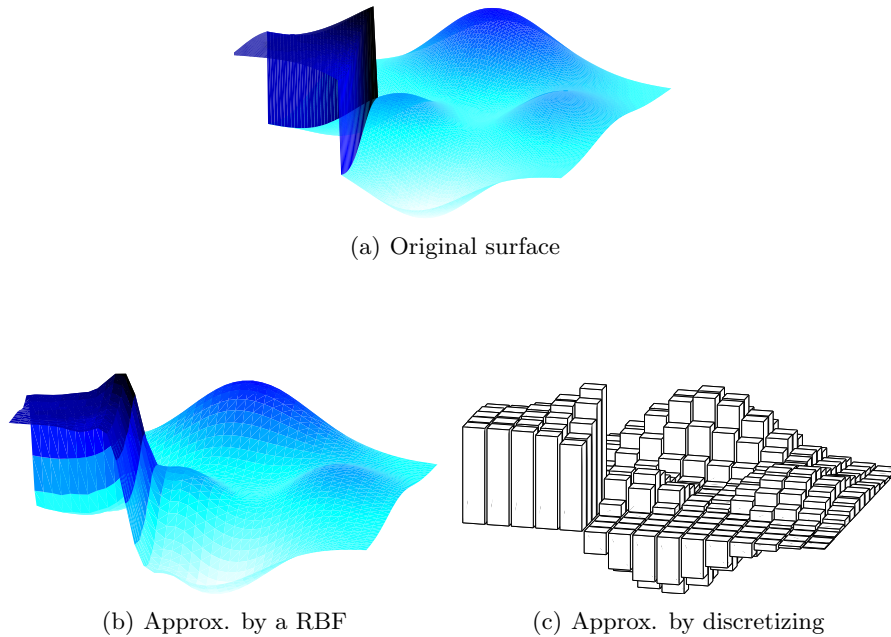 (a) Original surface
(b) Approx. by a RBF
(c) Approx. by discretizing